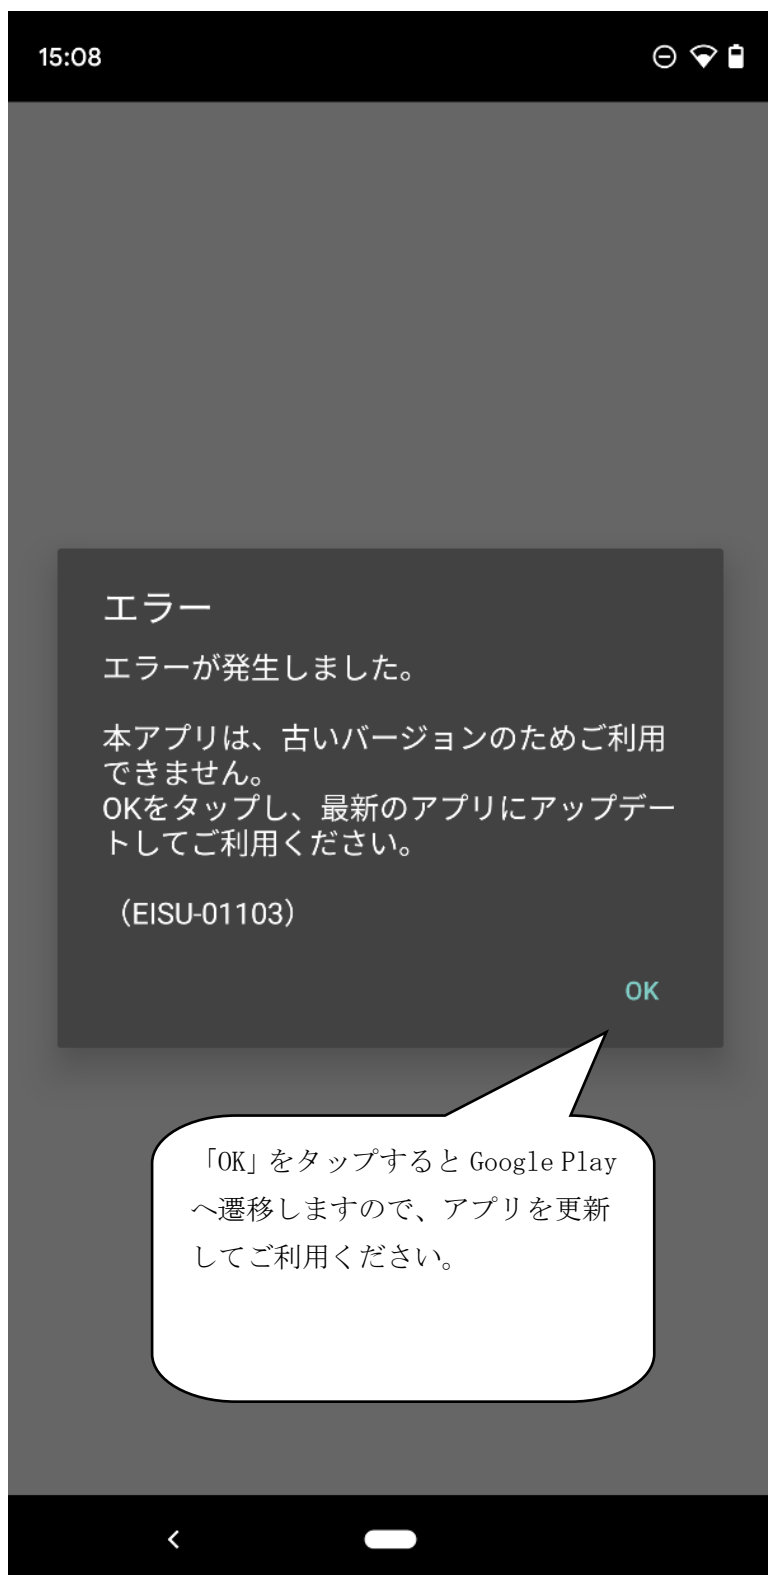 15:08
エラー
エラーが発生しました。
本アプリは、古いバージョンのためご利用
できません。
OKをタップし、最新のアプリにアップデー
トしてご利用ください。
（EISU-01103）
OK
「OK」をタップすると Google Play
へ遷移しますので、アプリを更新
してご利用ください。